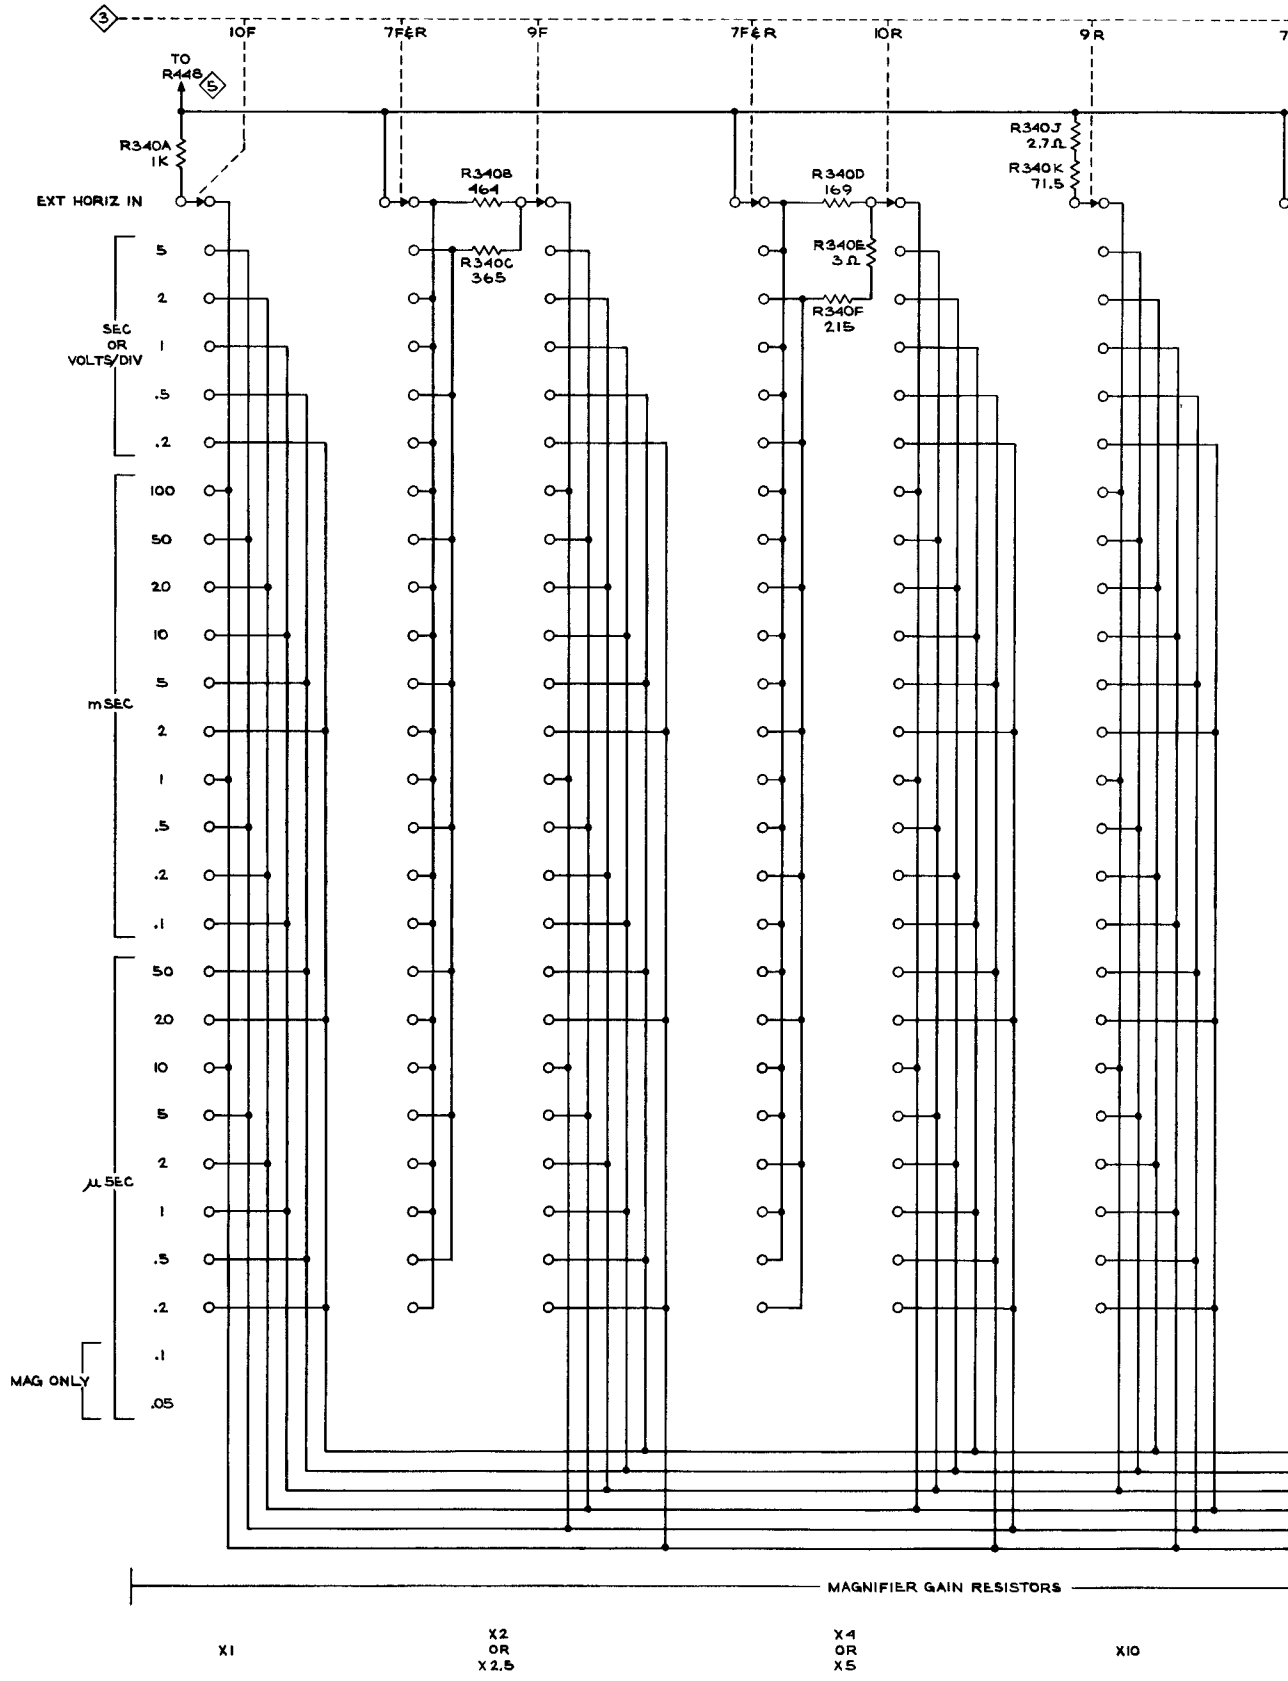 3
10F 7F&R 9F 7F&R 10R 9R 7
TO
R448 5
R340A
1K
R340B
464
R340C
365
R340D
169
R340E
3Ω
R340F
215
R340J
2.7Ω
R340K
71.5
EXT HORIZ IN
SEC
OR
VOLTS/DIV
5
2
1
.5
.2
mSEC
100
50
20
10
5
2
1
.5
.2
.1
μSEC
50
20
10
5
2
1
.5
.2
MAG ONLY
.1
.05
MAGNIFIER GAIN RESISTORS
X1
X2
OR
X2.5
X4
OR
X5
X10